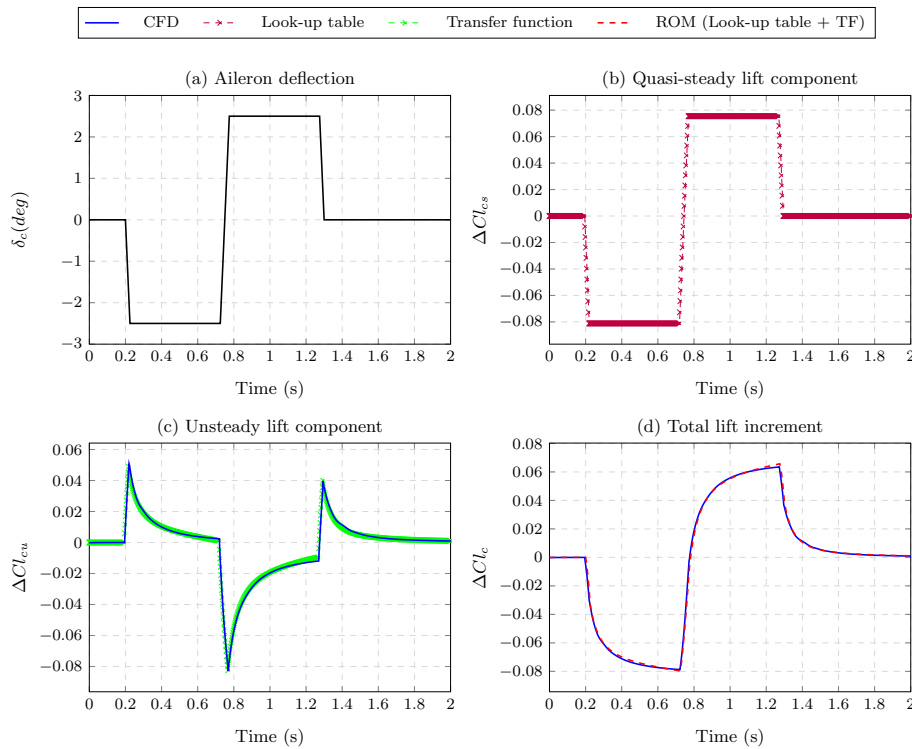 CFD Look-up table Transfer function ROM (Look-up table + TF)
(a) Aileron deflection
3
2
1
0
−1
−2
−3
δc(deg)
0 0.2 0.4 0.6 0.8 1 1.2 1.4 1.6 1.8 2
Time (s)
(b) Quasi-steady lift component
0.08
0.06
0.04
0.02
0
−0.02
−0.04
−0.06
−0.08
ΔClcs
0 0.2 0.4 0.6 0.8 1 1.2 1.4 1.6 1.8 2
Time (s)
(c) Unsteady lift component
0.06
0.04
0.02
0
−0.02
−0.04
−0.06
−0.08
ΔClcu
0 0.2 0.4 0.6 0.8 1 1.2 1.4 1.6 1.8 2
Time (s)
(d) Total lift increment
0.08
0.06
0.04
0.02
0
−0.02
−0.04
−0.06
−0.08
ΔClc
0 0.2 0.4 0.6 0.8 1 1.2 1.4 1.6 1.8 2
Time (s)